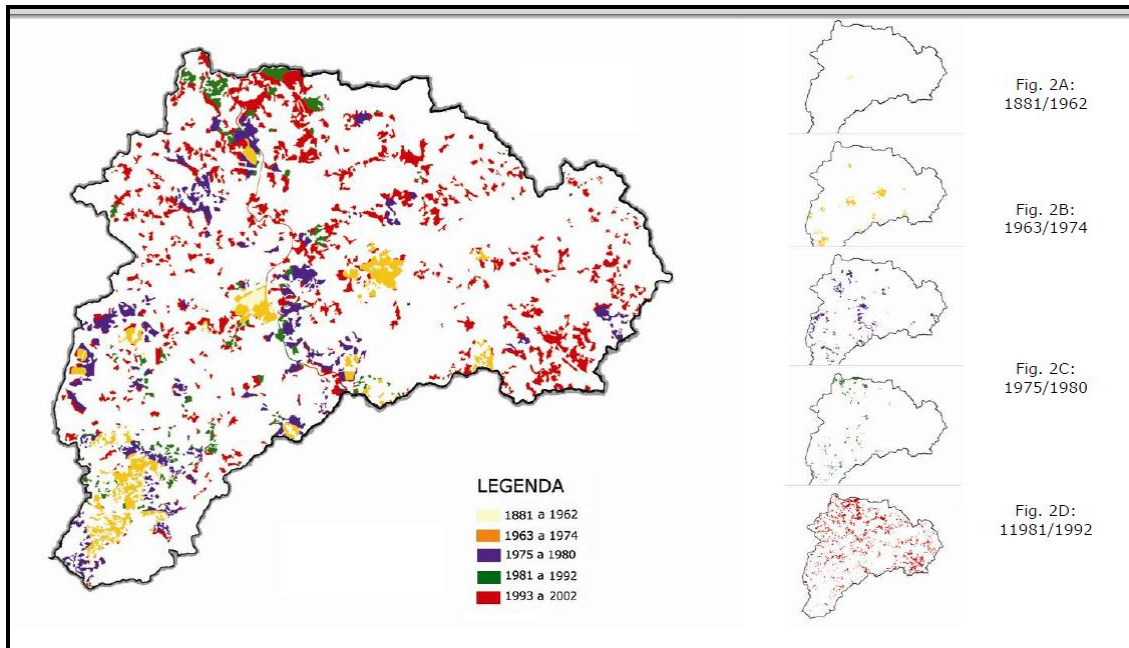 LEGENDA
1881 a 1962
1963 a 1974
1975 a 1980
1981 a 1992
1993 a 2002
Fig. 2A:
1881/1962
Fig. 2B:
1963/1974
Fig. 2C:
1975/1980
Fig. 2D:
11981/1992